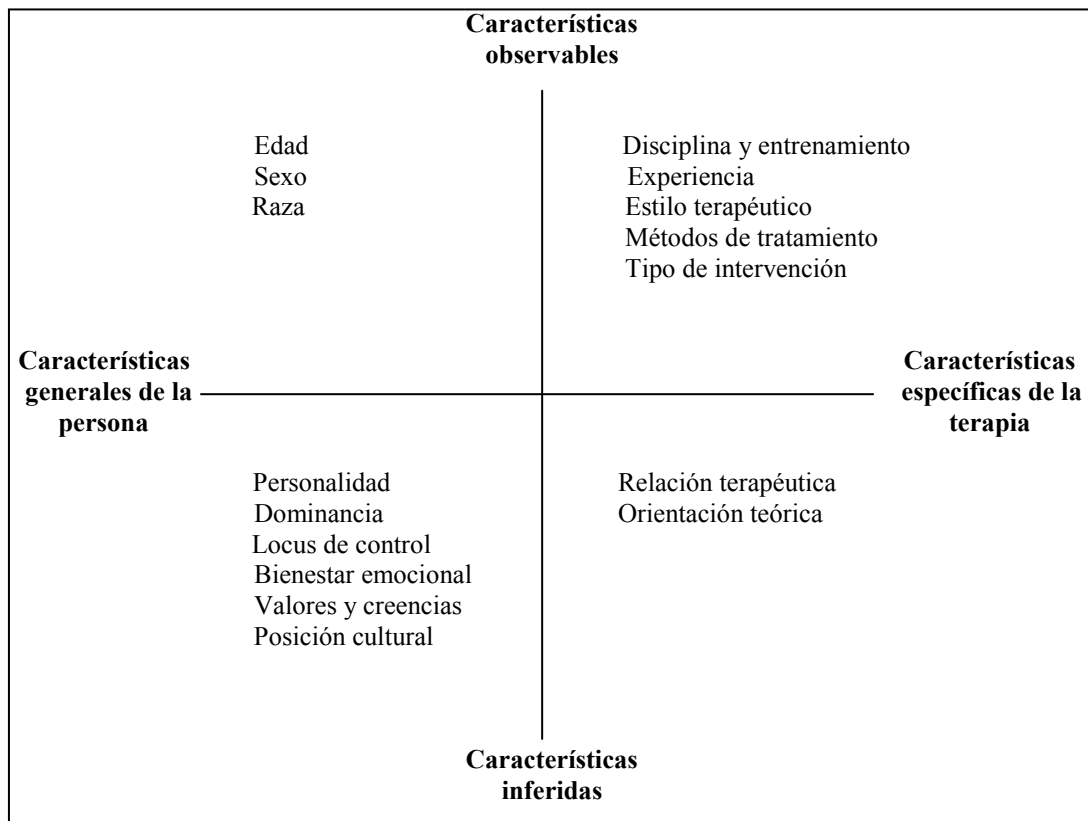 Características
observables
Edad
Sexo
Raza
Disciplina y entrenamiento
Experiencia
Estilo terapéutico
Métodos de tratamiento
Tipo de intervención
Características
generales de la
persona
Características
específicas de la
terapia
Personalidad
Dominancia
Locus de control
Bienestar emocional
Valores y creencias
Posición cultural
Relación terapéutica
Orientación teórica
Características
inferidas